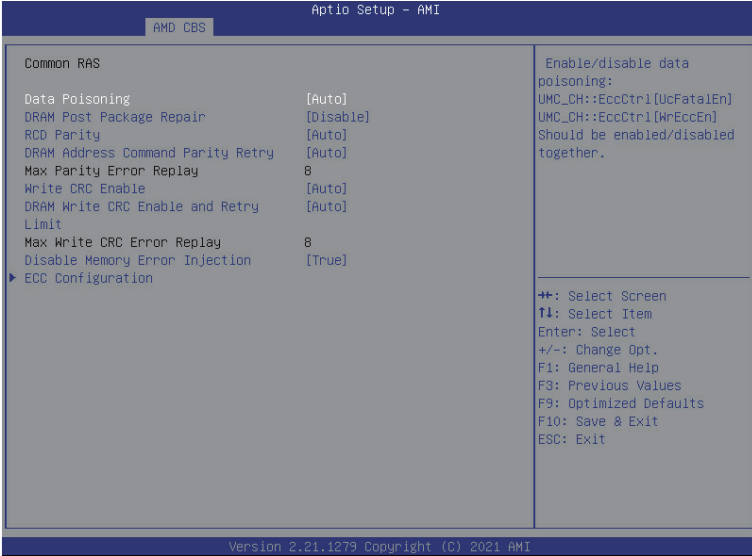 Aptio Setup – AMI
AMD CBS
Common RAS
Data Poisoning [Auto]
DRAM Post Package Repair [Disable]
RCD Parity [Auto]
DRAM Address Command Parity Retry [Auto]
Max Parity Error Replay 8
Write CRC Enable [Auto]
DRAM Write CRC Enable and Retry [Auto]
Limit
Max Write CRC Error Replay 8
Disable Memory Error Injection [True]
ECC Configuration
Enable/disable data
poisoning:
UMC_CH::EccCtrl[UcFatalEn]
UMC_CH::EccCtrl[WrEccEn]
Should be enabled/disabled
together.
→←: Select Screen
↑↓: Select Item
Enter: Select
+/-: Change Opt.
F1: General Help
F3: Previous Values
F9: Optimized Defaults
F10: Save & Exit
ESC: Exit
Version 2.21.1279 Copyright (C) 2021 AMI